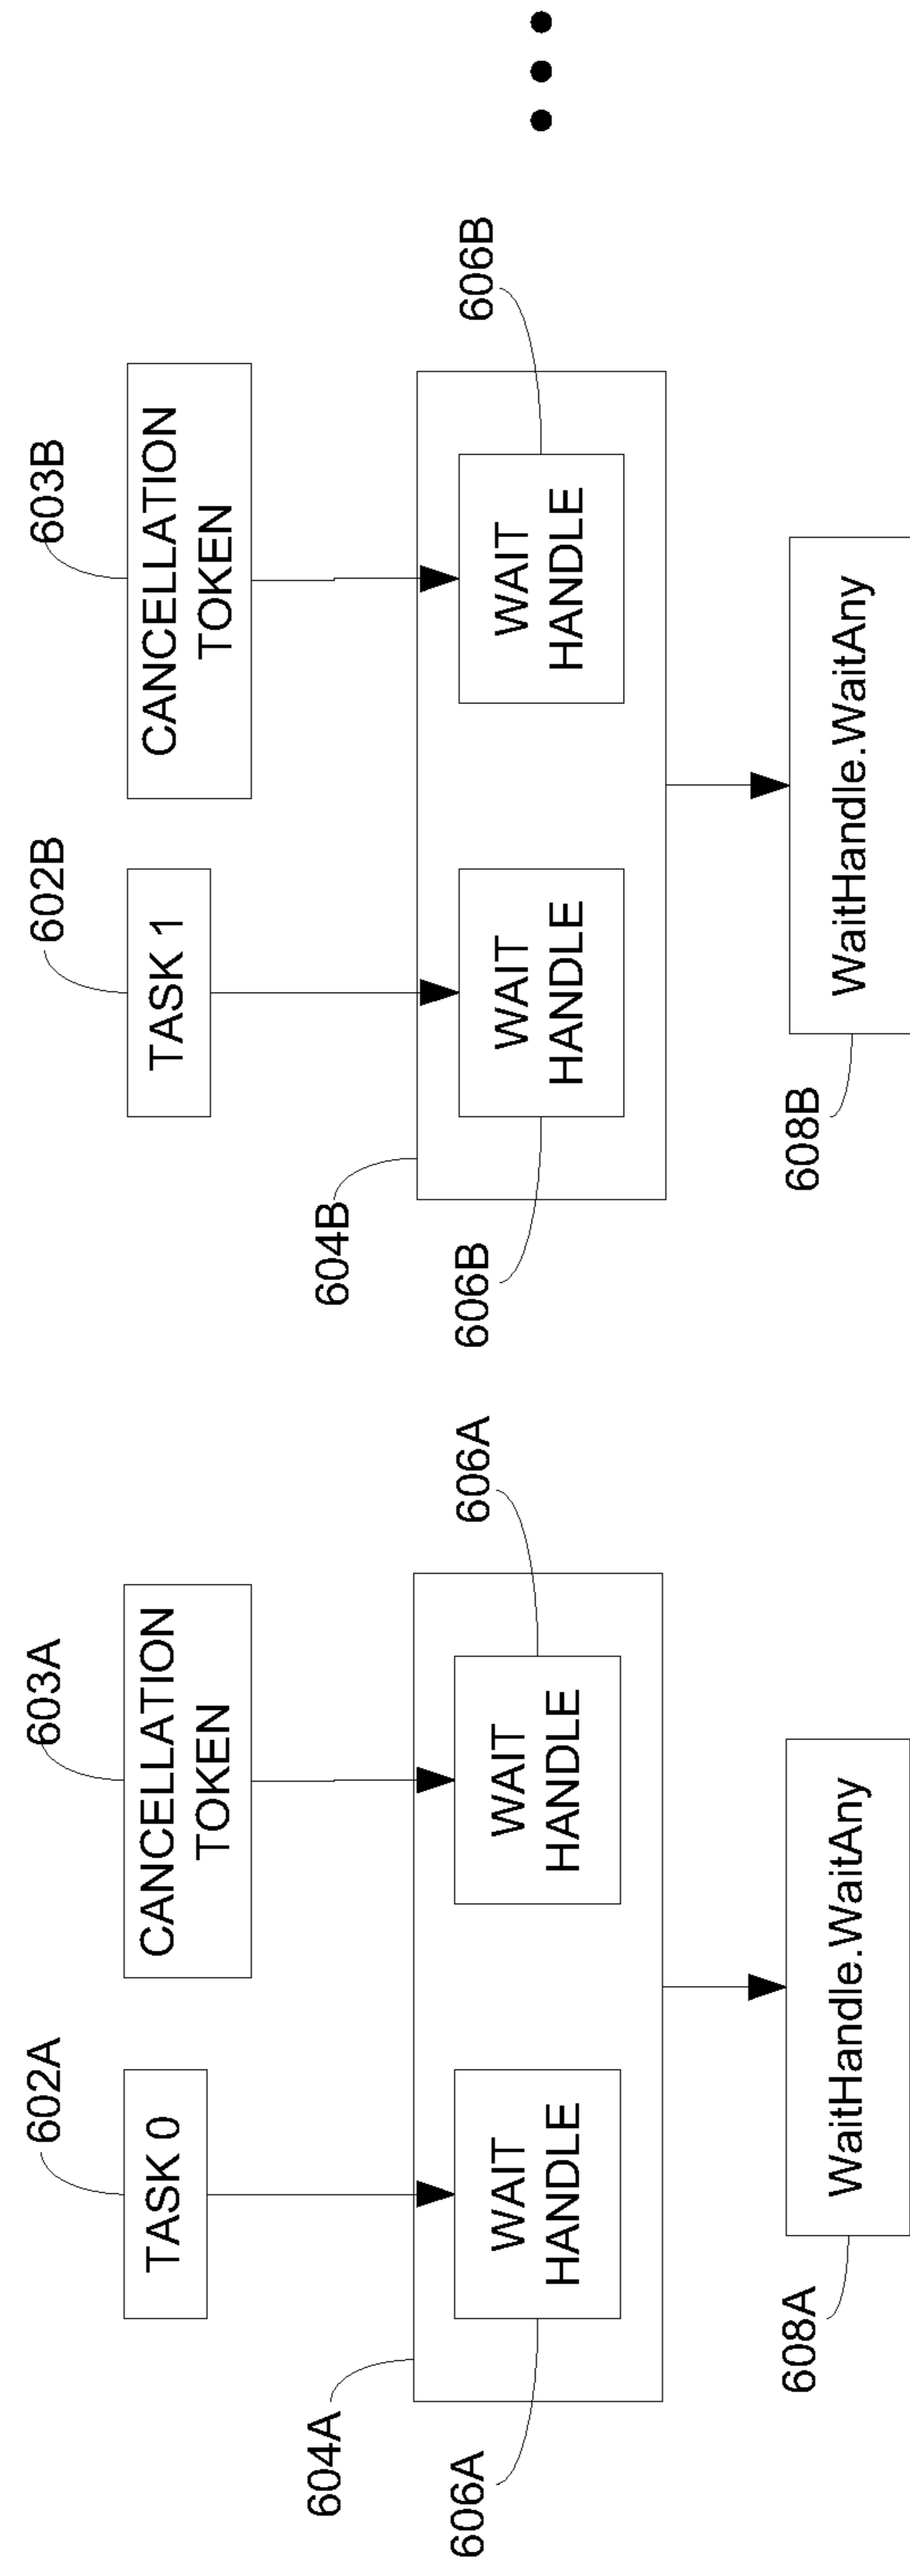 602A
603A
602B
603B
TASK 0
CANCELLATION
TOKEN
TASK 1
CANCELLATION
TOKEN
604A
604B
606A
WAIT
HANDLE
WAIT
HANDLE
606A
606B
WAIT
HANDLE
WAIT
HANDLE
606B
608A
WaitHandle.WaitAny
608B
WaitHandle.WaitAny